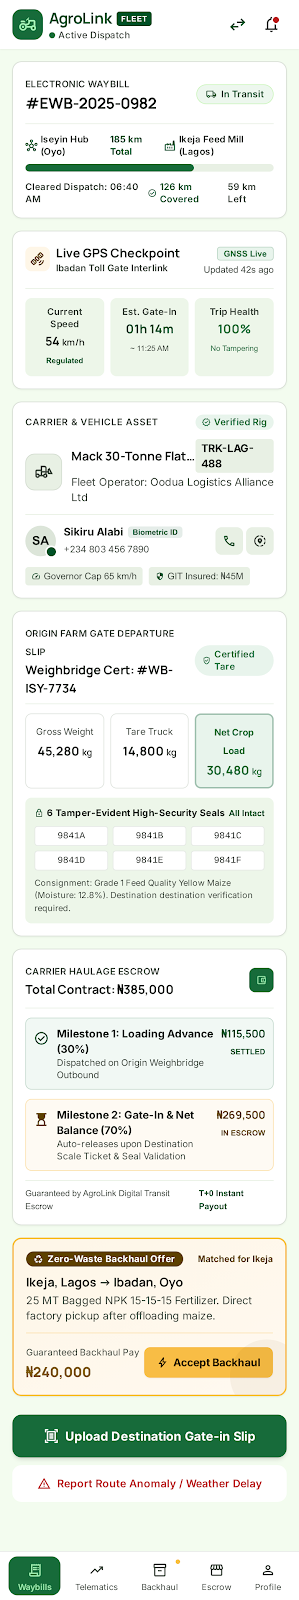 AgroLink FLEET
Active Dispatch
ELECTRONIC WAYBILL
#EWB-2025-0982
In Transit
Iseyin Hub (Oyo)
185 km Total
Ikeja Feed Mill (Lagos)
Cleared Dispatch: 06:40 AM
126 km Covered
59 km Left
Live GPS Checkpoint
Ibadan Toll Gate Interlink
GNSS Live
Updated 42s ago
Current Speed
54 km/h
Regulated
Est. Gate-In
01h 14m
~ 11:25 AM
Trip Health
100%
No Tampering
CARRIER & VEHICLE ASSET
Verified Rig
Mack 30-Tonne Flat...
TRK-LAG-488
Fleet Operator: Oodua Logistics Alliance Ltd
SA
Sikiru Alabi
Biometric ID
+234 803 456 7890
Governor Cap 65 km/h
GIT Insured: ₦45M
ORIGIN FARM GATE DEPARTURE SLIP
Weighbridge Cert: #WB-ISY-7734
Certified Tare
Gross Weight
45,280 kg
Tare Truck
14,800 kg
Net Crop Load
30,480 kg
6 Tamper-Evident High-Security Seals
All Intact
9841A
9841B
9841C
9841D
9841E
9841F
Consignment: Grade 1 Feed Quality Yellow Maize
(Moisture: 12.8%). Destination destination verification
required.
CARRIER HAULAGE ESCROW
Total Contract: ₦385,000
Milestone 1: Loading Advance (30%)
Dispatched on Origin Weighbridge Outbound
₦115,500
SETTLED
Milestone 2: Gate-In & Net Balance (70%)
Auto-releases upon Destination Scale Ticket & Seal Validation
₦269,500
IN ESCROW
Guaranteed by AgroLink Digital Transit Escrow
T+0 Instant Payout
Zero-Waste Backhaul Offer
Matched for Ikeja
Ikeja, Lagos → Ibadan, Oyo
25 MT Bagged NPK 15-15-15 Fertilizer. Direct
factory pickup after offloading maize.
Guaranteed Backhaul Pay
₦240,000
Accept Backhaul
Upload Destination Gate-in Slip
Report Route Anomaly / Weather Delay
Waybills
Telematics
Backhaul
Escrow
Profile